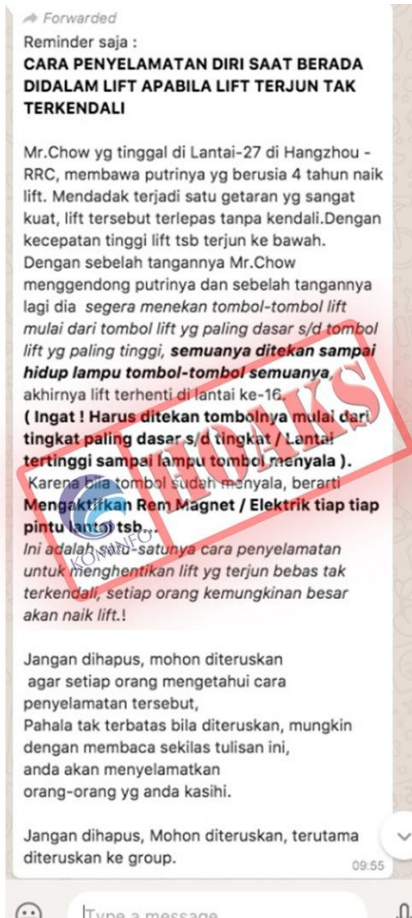 Forwarded
Reminder saja :
CARA PENYELAMATAN DIRI SAAT BERADA
DIDALAM LIFT APABILA LIFT TERJUN TAK
TERKENDALI
Mr.Chow yg tinggal di Lantai-27 di Hangzhou -
RRC, membawa putrinya yg berusia 4 tahun naik
lift. Mendadak terjadi satu getaran yg sangat
kuat, lift tersebut terlepas tanpa kendali.Dengan
kecepatan tinggi lift tsb terjun ke bawah.
Dengan sebelah tangannya Mr.Chow
menggendong putrinya dan sebelah tangannya
lagi dia segera menekan tombol-tombol lift
mulai dari tombol lift yg paling dasar s/d tombol
lift yg paling tinggi, semuanya ditekan sampai
hidup lampu tombol-tombol semuanya,
akhirnya lift terhenti di lantai ke-16.
( Ingat ! Harus ditekan tombolnya mulai dari
tingkat paling dasar s/d tingkat / Lantai
tertinggi sampai lampu tombol menyala ).
Karena bila tombol sudah menyala, berarti
Mengaktifkan Rem Magnet / Elektrik tiap tiap
pintu lantai tsb...
Ini adalah satu-satunya cara penyelamatan
untuk menghentikan lift yg terjun bebas tak
terkendali, setiap orang kemungkinan besar
akan naik lift.!
Jangan dihapus, mohon diteruskan
agar setiap orang mengetahui cara
penyelamatan tersebut,
Pahala tak terbatas bila diteruskan, mungkin
dengan membaca sekilas tulisan ini,
anda akan menyelamatkan
orang-orang yg anda kasihi.
Jangan dihapus, Mohon diteruskan, terutama
diteruskan ke group.
09:55
HOAKS
KOMINFO
Type a message